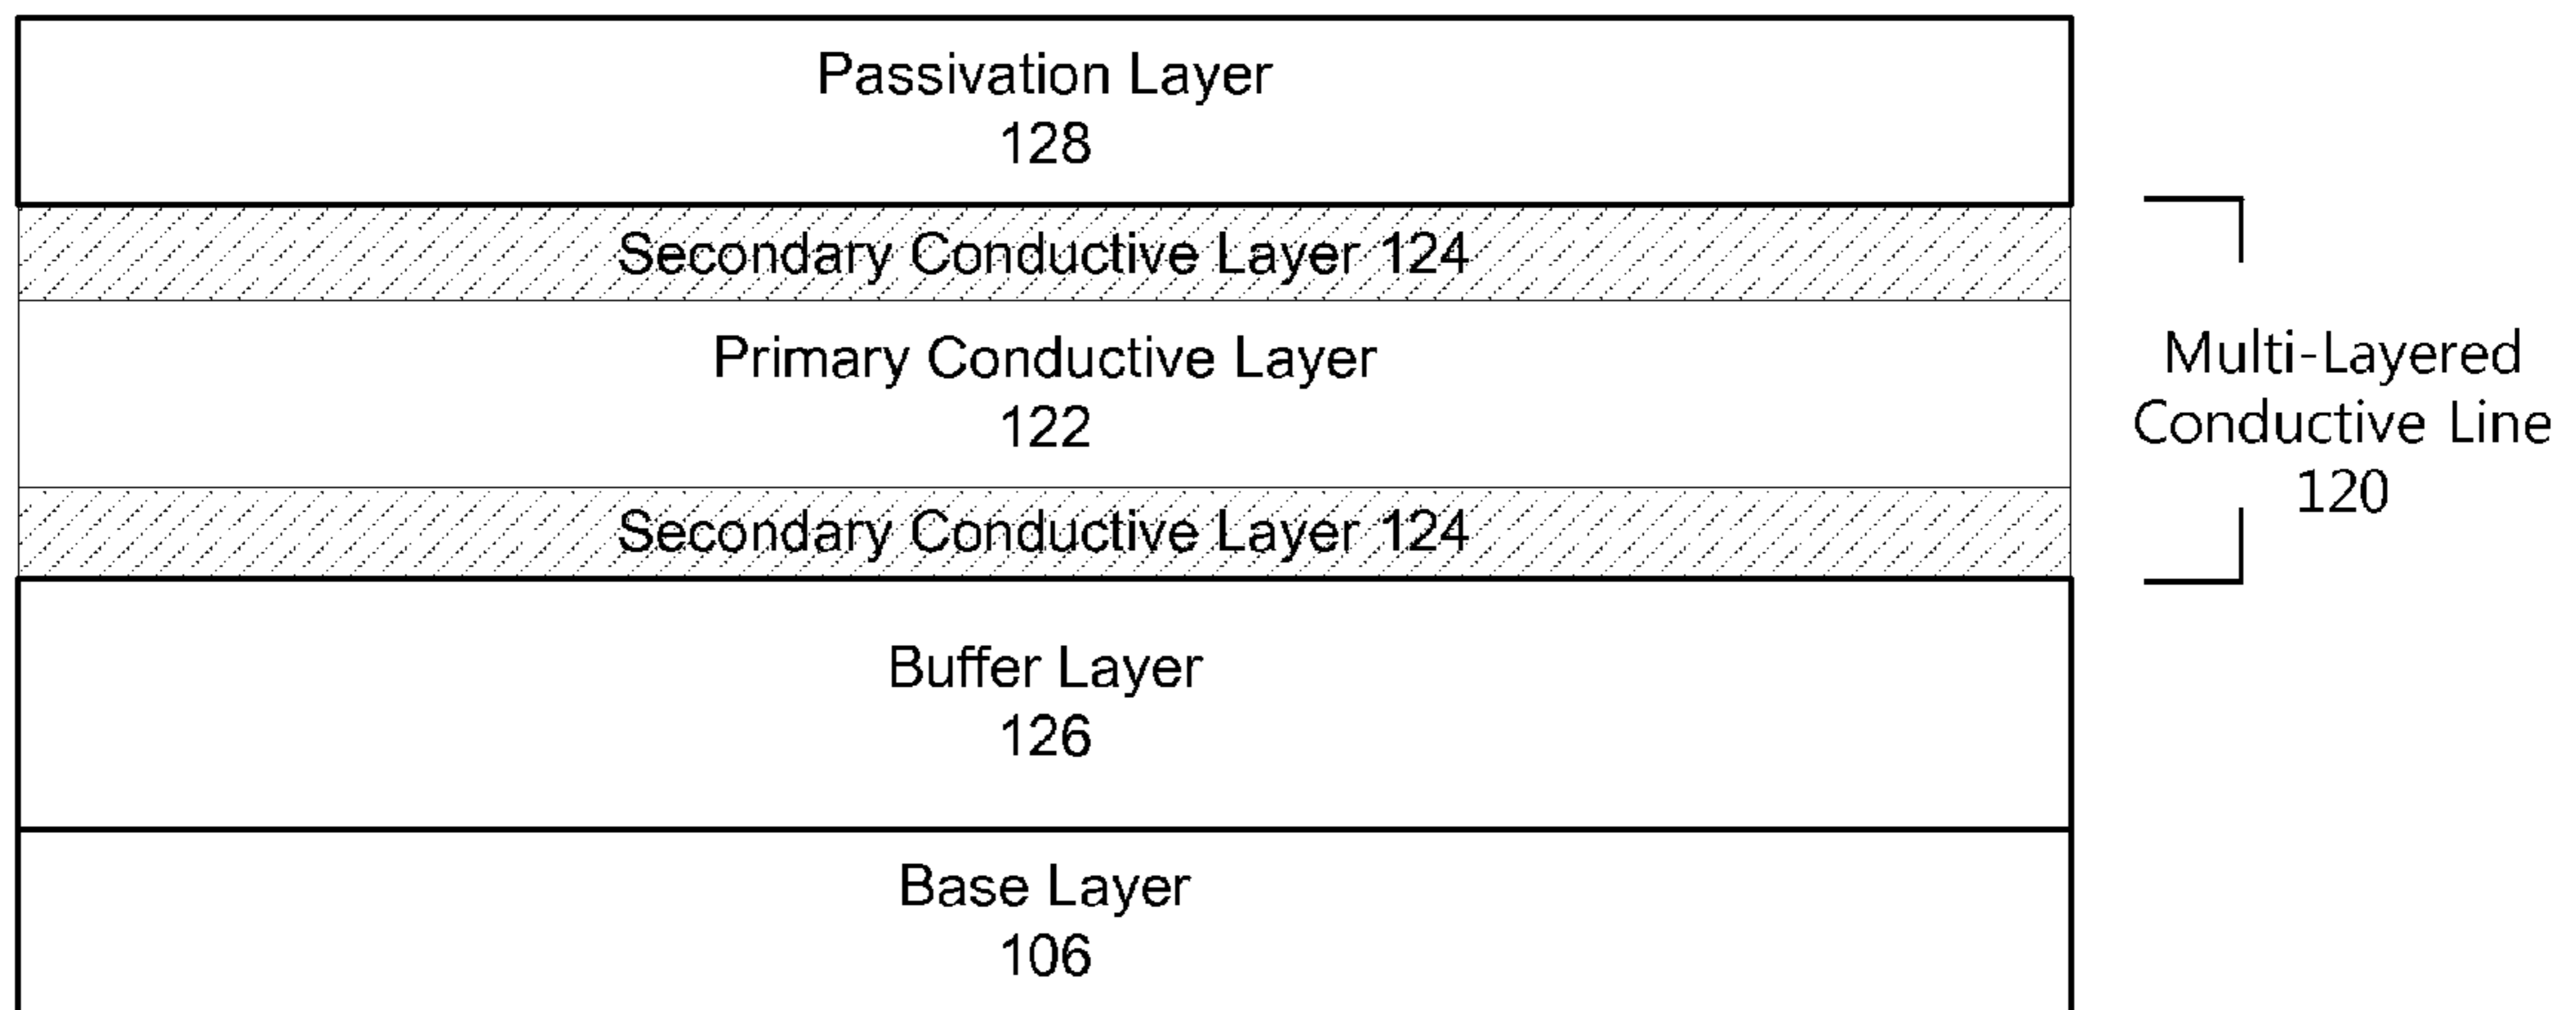 Passivation Layer
128
Secondary Conductive Layer 124
Primary Conductive Layer
122
Secondary Conductive Layer 124
Multi-Layered
Conductive Line
120
Buffer Layer
126
Base Layer
106